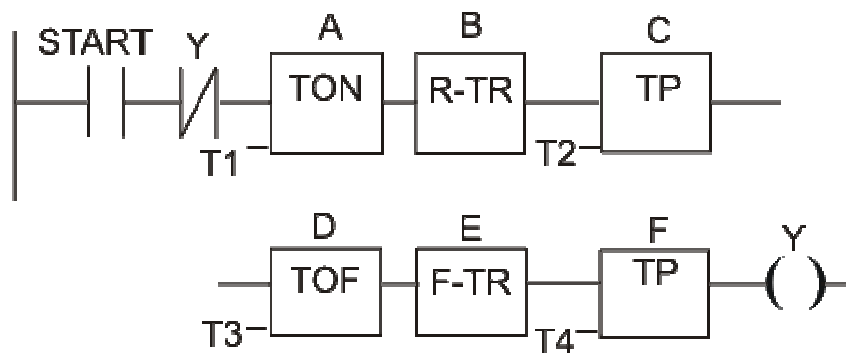 START Y A B C
TON R-TR TP
T1 T2
D E F Y
TOF F-TR TP
T3 T4